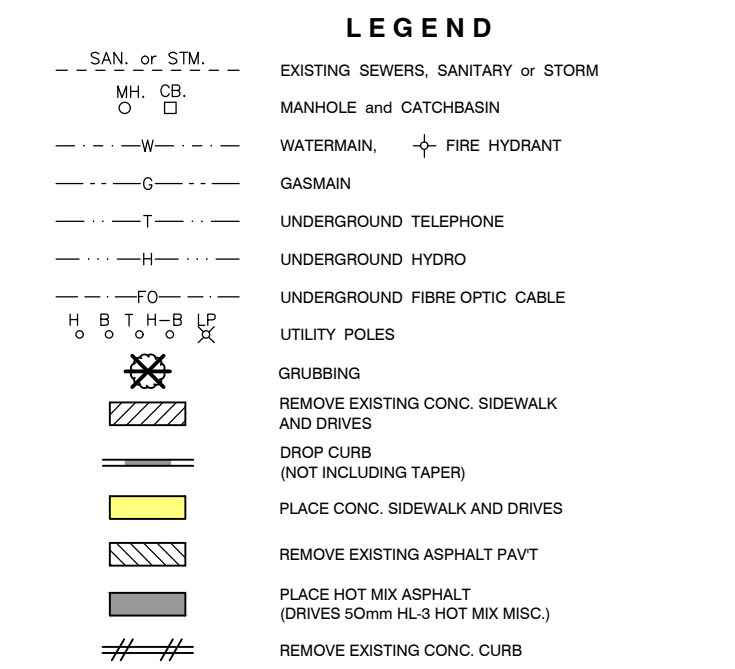 LEGEND
SAN. or STM.
EXISTING SEWERS, SANITARY or STORM
MH. CB.
MANHOLE and CATCHBASIN
W
WATERMAIN, FIRE HYDRANT
G
GASMAIN
T
UNDERGROUND TELEPHONE
H
UNDERGROUND HYDRO
FO
UNDERGROUND FIBRE OPTIC CABLE
H B T H-B LP
UTILITY POLES
GRUBBING
REMOVE EXISTING CONC. SIDEWALK
AND DRIVES
DROP CURB
(NOT INCLUDING TAPER)
PLACE CONC. SIDEWALK AND DRIVES
REMOVE EXISTING ASPHALT PAV'T
PLACE HOT MIX ASPHALT
(DRIVES 50mm HL-3 HOT MIX MISC.)
REMOVE EXISTING CONC. CURB